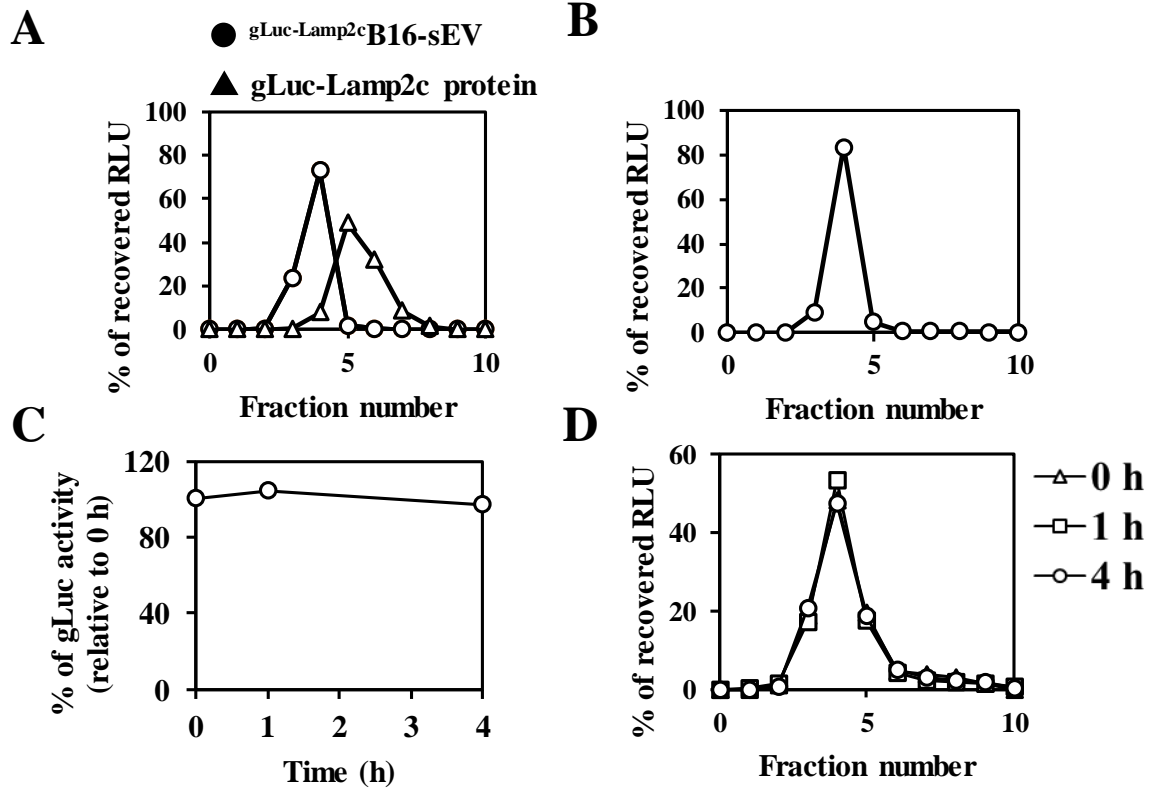 A
gLuc-Lamp2cB16-sEV
gLuc-Lamp2c protein
% of recovered RLU
100
80
60
40
20
0
0 5 10
Fraction number
B
% of recovered RLU
100
80
60
40
20
0
0 5 10
Fraction number
C
% of gLuc activity
(relative to 0 h)
120
80
40
0
0 1 2 3 4
Time (h)
D
% of recovered RLU
60
40
20
0
0 5 10
Fraction number
0 h
1 h
4 h